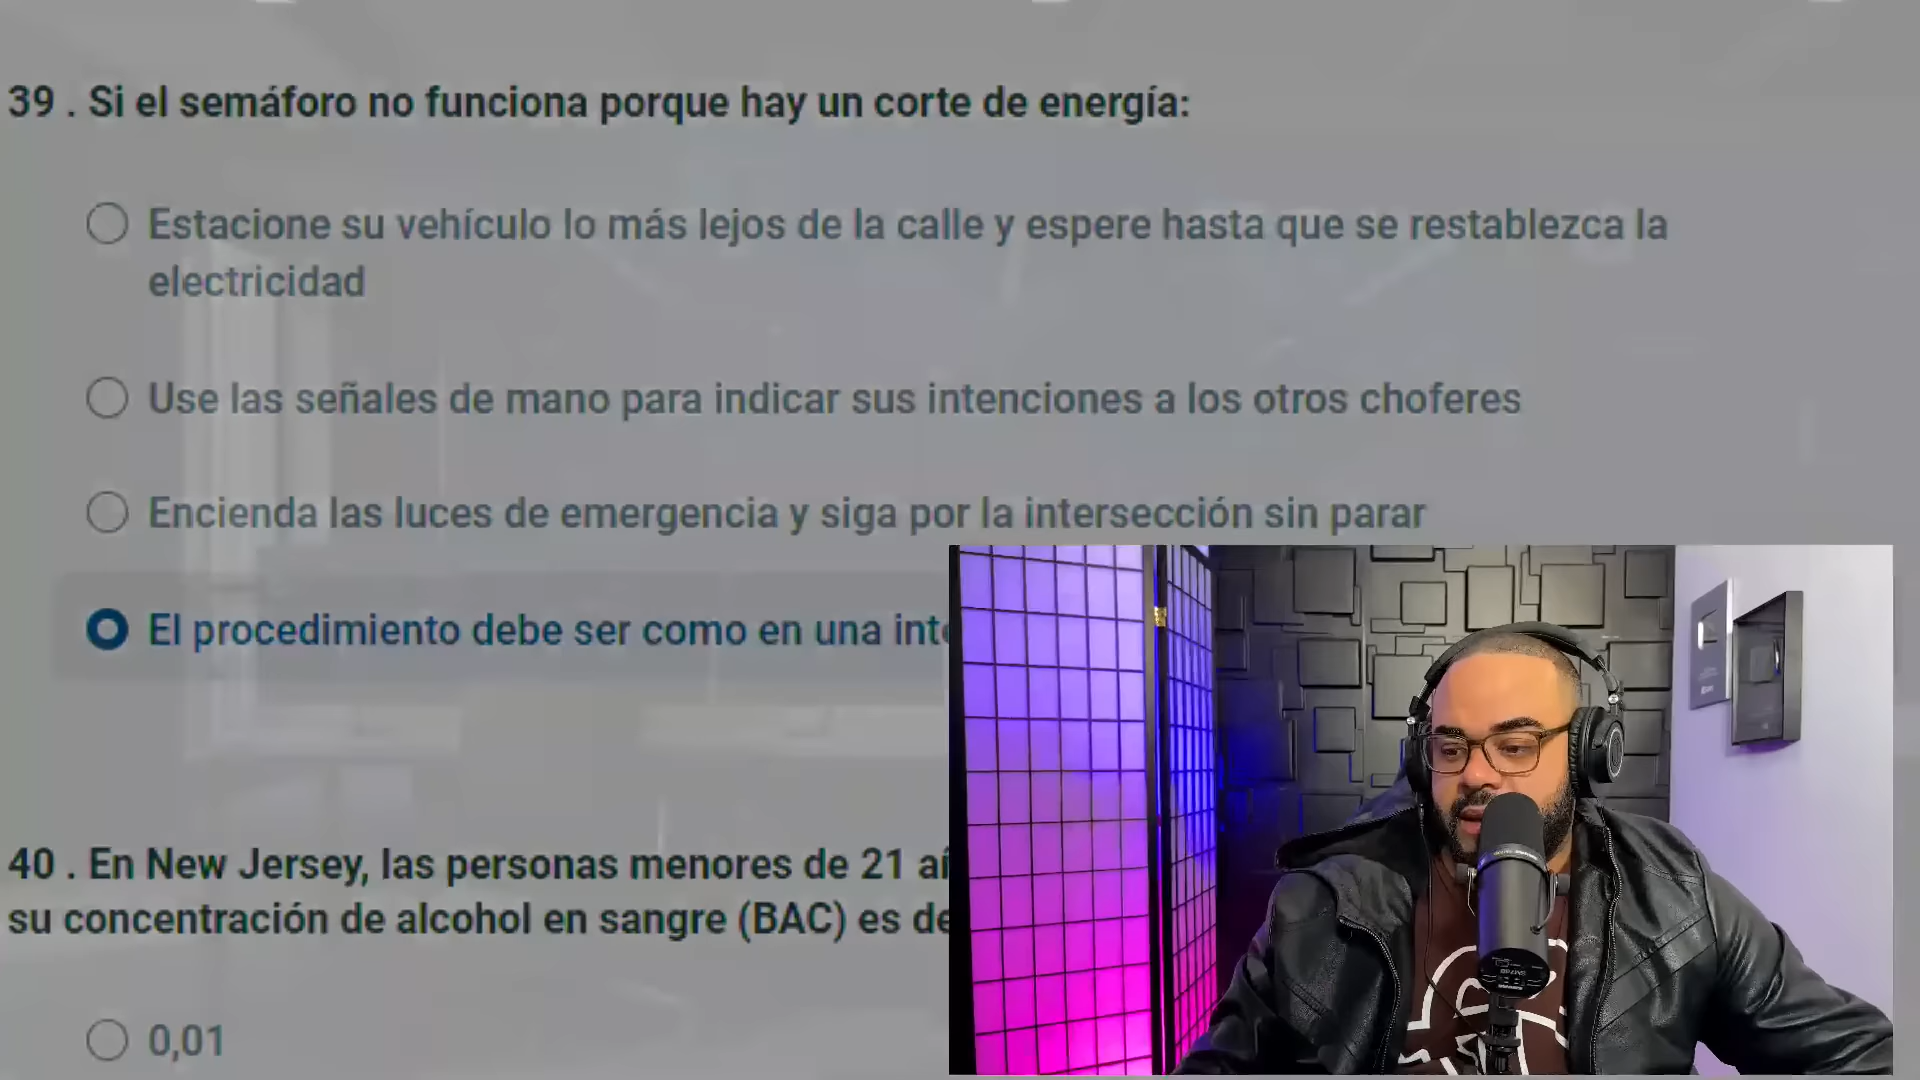 39 . Si el semáforo no funciona porque hay un corte de energía:
Estacione su vehículo lo más lejos de la calle y espere hasta que se restablezca la
electricidad
Use las señales de mano para indicar sus intenciones a los otros choferes
Encienda las luces de emergencia y siga por la intersección sin parar
El procedimiento debe ser como en una
40 . En New Jersey, las personas menores de 21
su concentración de alcohol en sangre (BAC) es
0,01